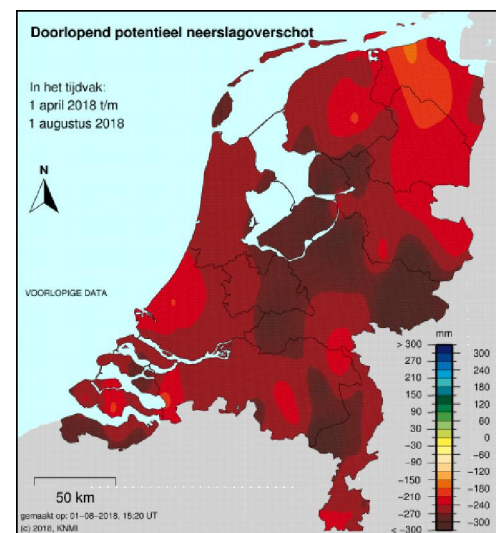 Doorlopend potentieel neerslagoverschot
In het tijdvak:
1 april 2018 t/m
1 augustus 2018
N
VOORLOPIGE DATA
mm
> 300
270
210
150
90
30
-30
-90
-150
-210
-270
< -300
300
240
180
120
60
0
-60
-120
-180
-240
-300
50 km
gemaakt op: 01-08-2018, 15:20 UT
(c) 2018, KNMI